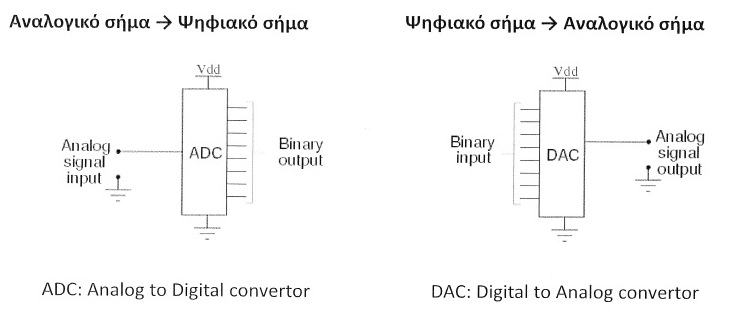 Αναλογικό σήμα → Ψηφιακό σήμα
Vdd
Analog
signal
input
ADC
Binary
output
ADC: Analog to Digital convertor
Ψηφιακό σήμα → Αναλογικό σήμα
Vdd
Binary
input
DAC
Analog
signal
output
DAC: Digital to Analog convertor